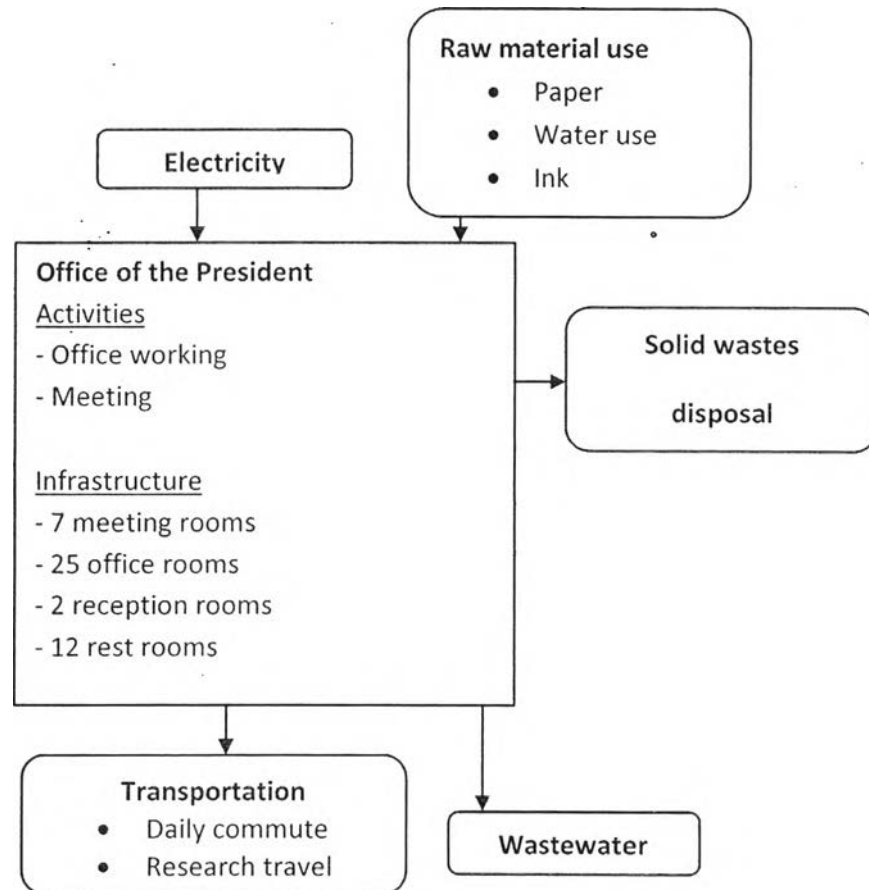 Raw material use
• Paper
• Water use
• Ink
Electricity
Office of the President
Activities
- Office working
- Meeting
Infrastructure
- 7 meeting rooms
- 25 office rooms
- 2 reception rooms
- 12 rest rooms
Solid wastes
disposal
Transportation
• Daily commute
• Research travel
Wastewater